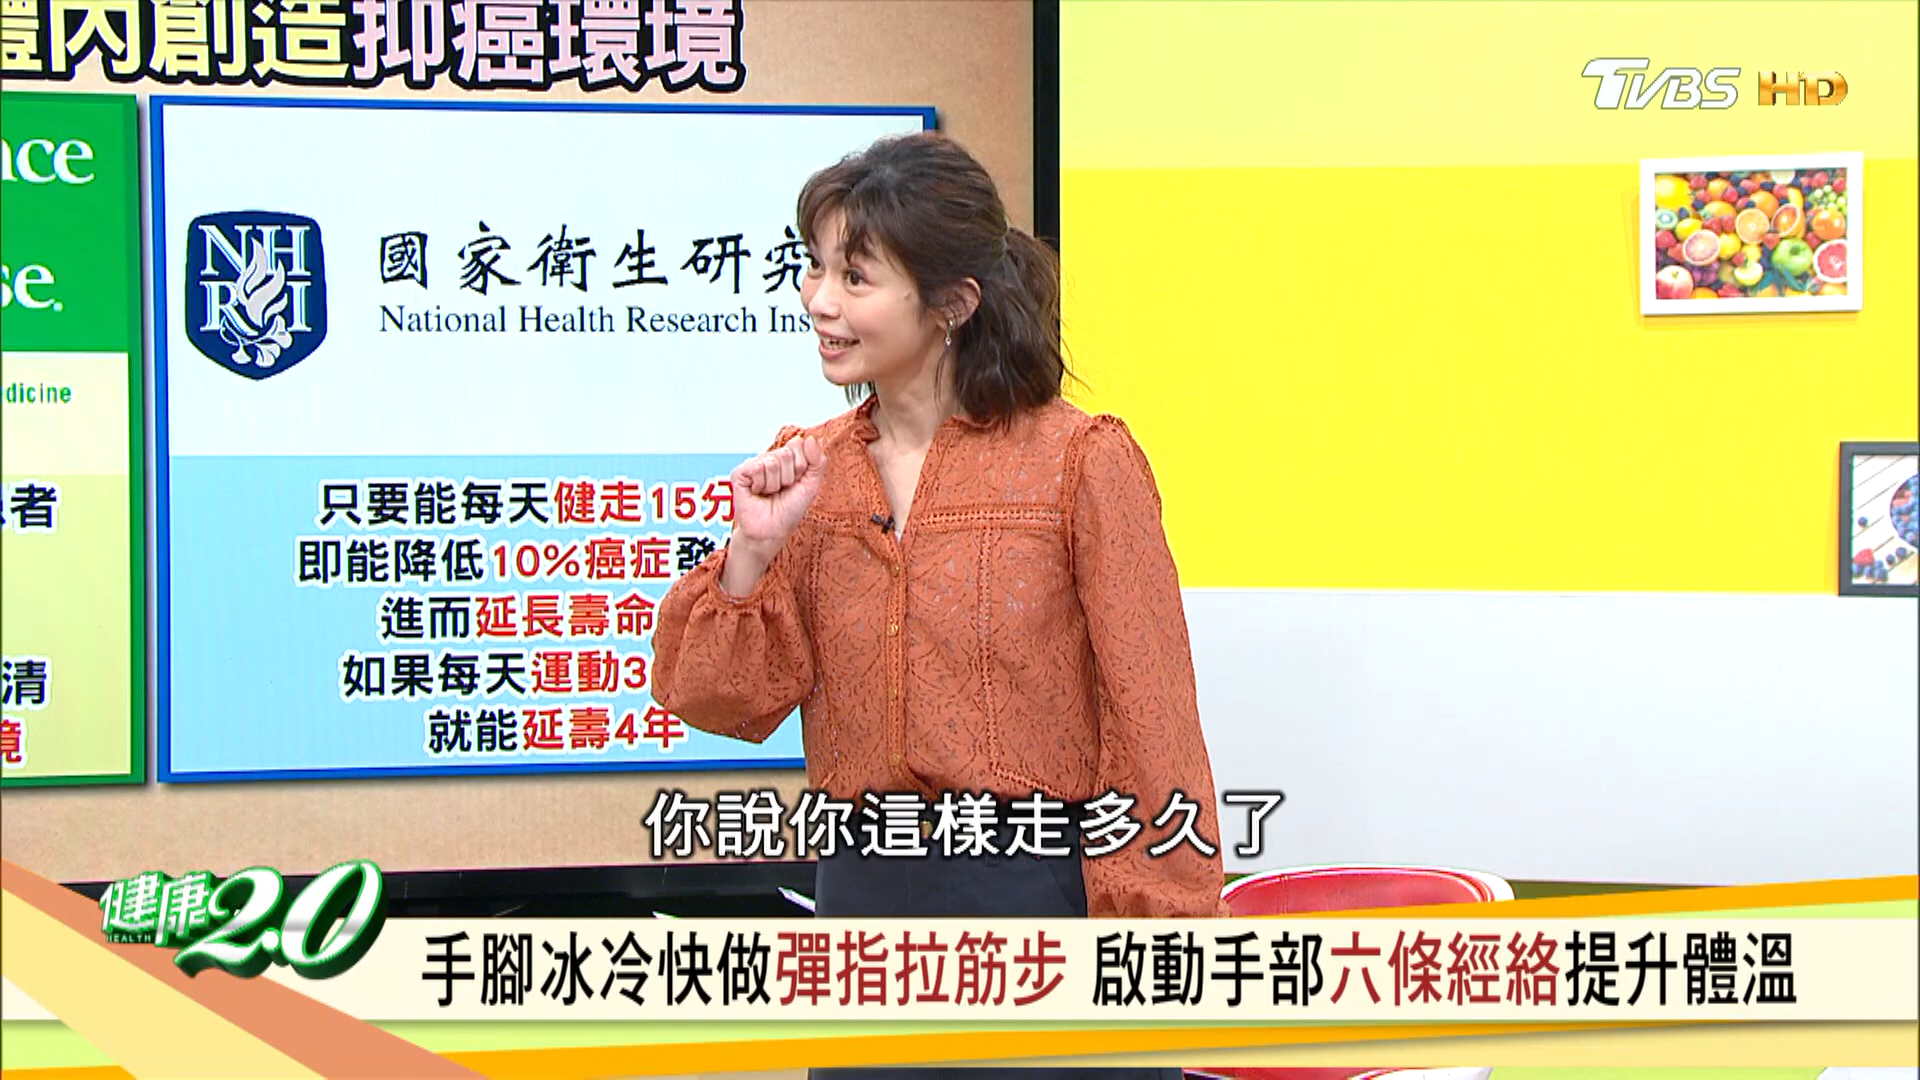 體內創造抑癌環境
TVBS HD
nce
se.
dicine
者
清
境
NHRI
國家衛生研究
National Health Research Ins
只要能每天健走15分
即能降低10%癌症發
進而延長壽命
如果每天運動3
就能延壽4年
你說你這樣走多久了
健康2.0
HEALTH
手腳冰冷快做彈指拉筋步 啟動手部六條經絡提升體溫